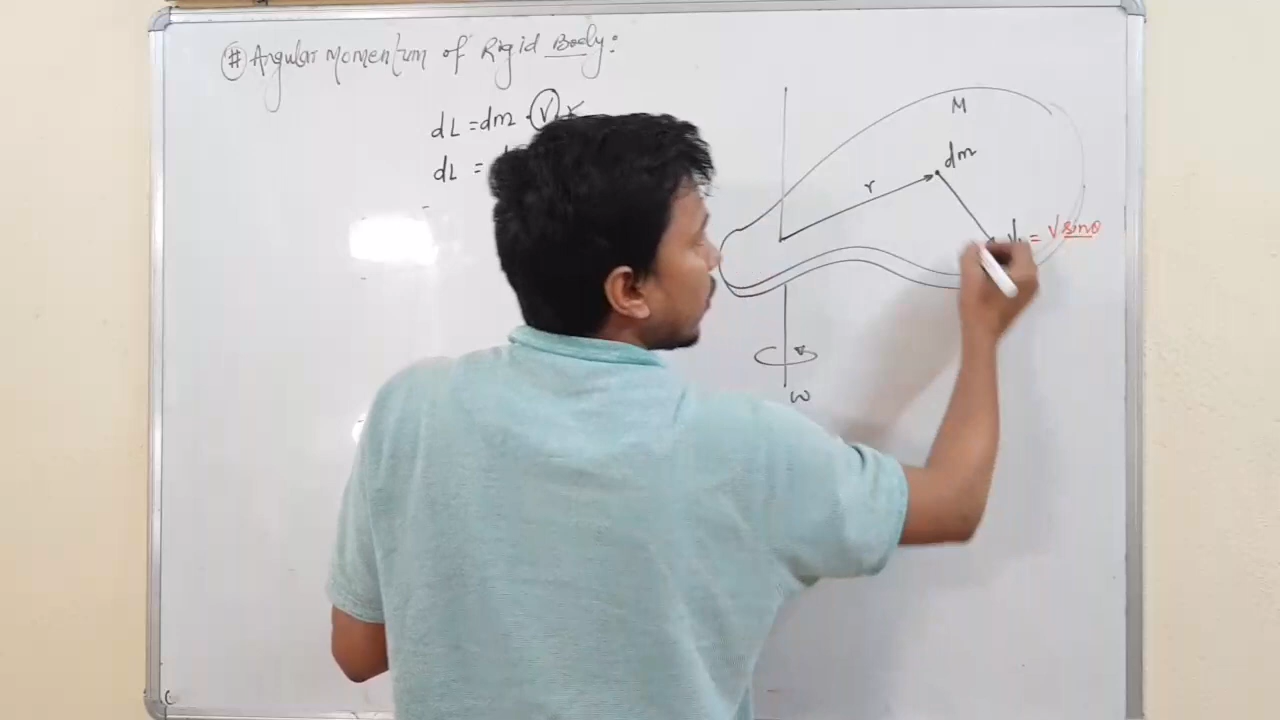 # Angular Momentum of Rigid Body:
dL = dm · V r
dL =
M
dm
r
V = V sinθ
ω